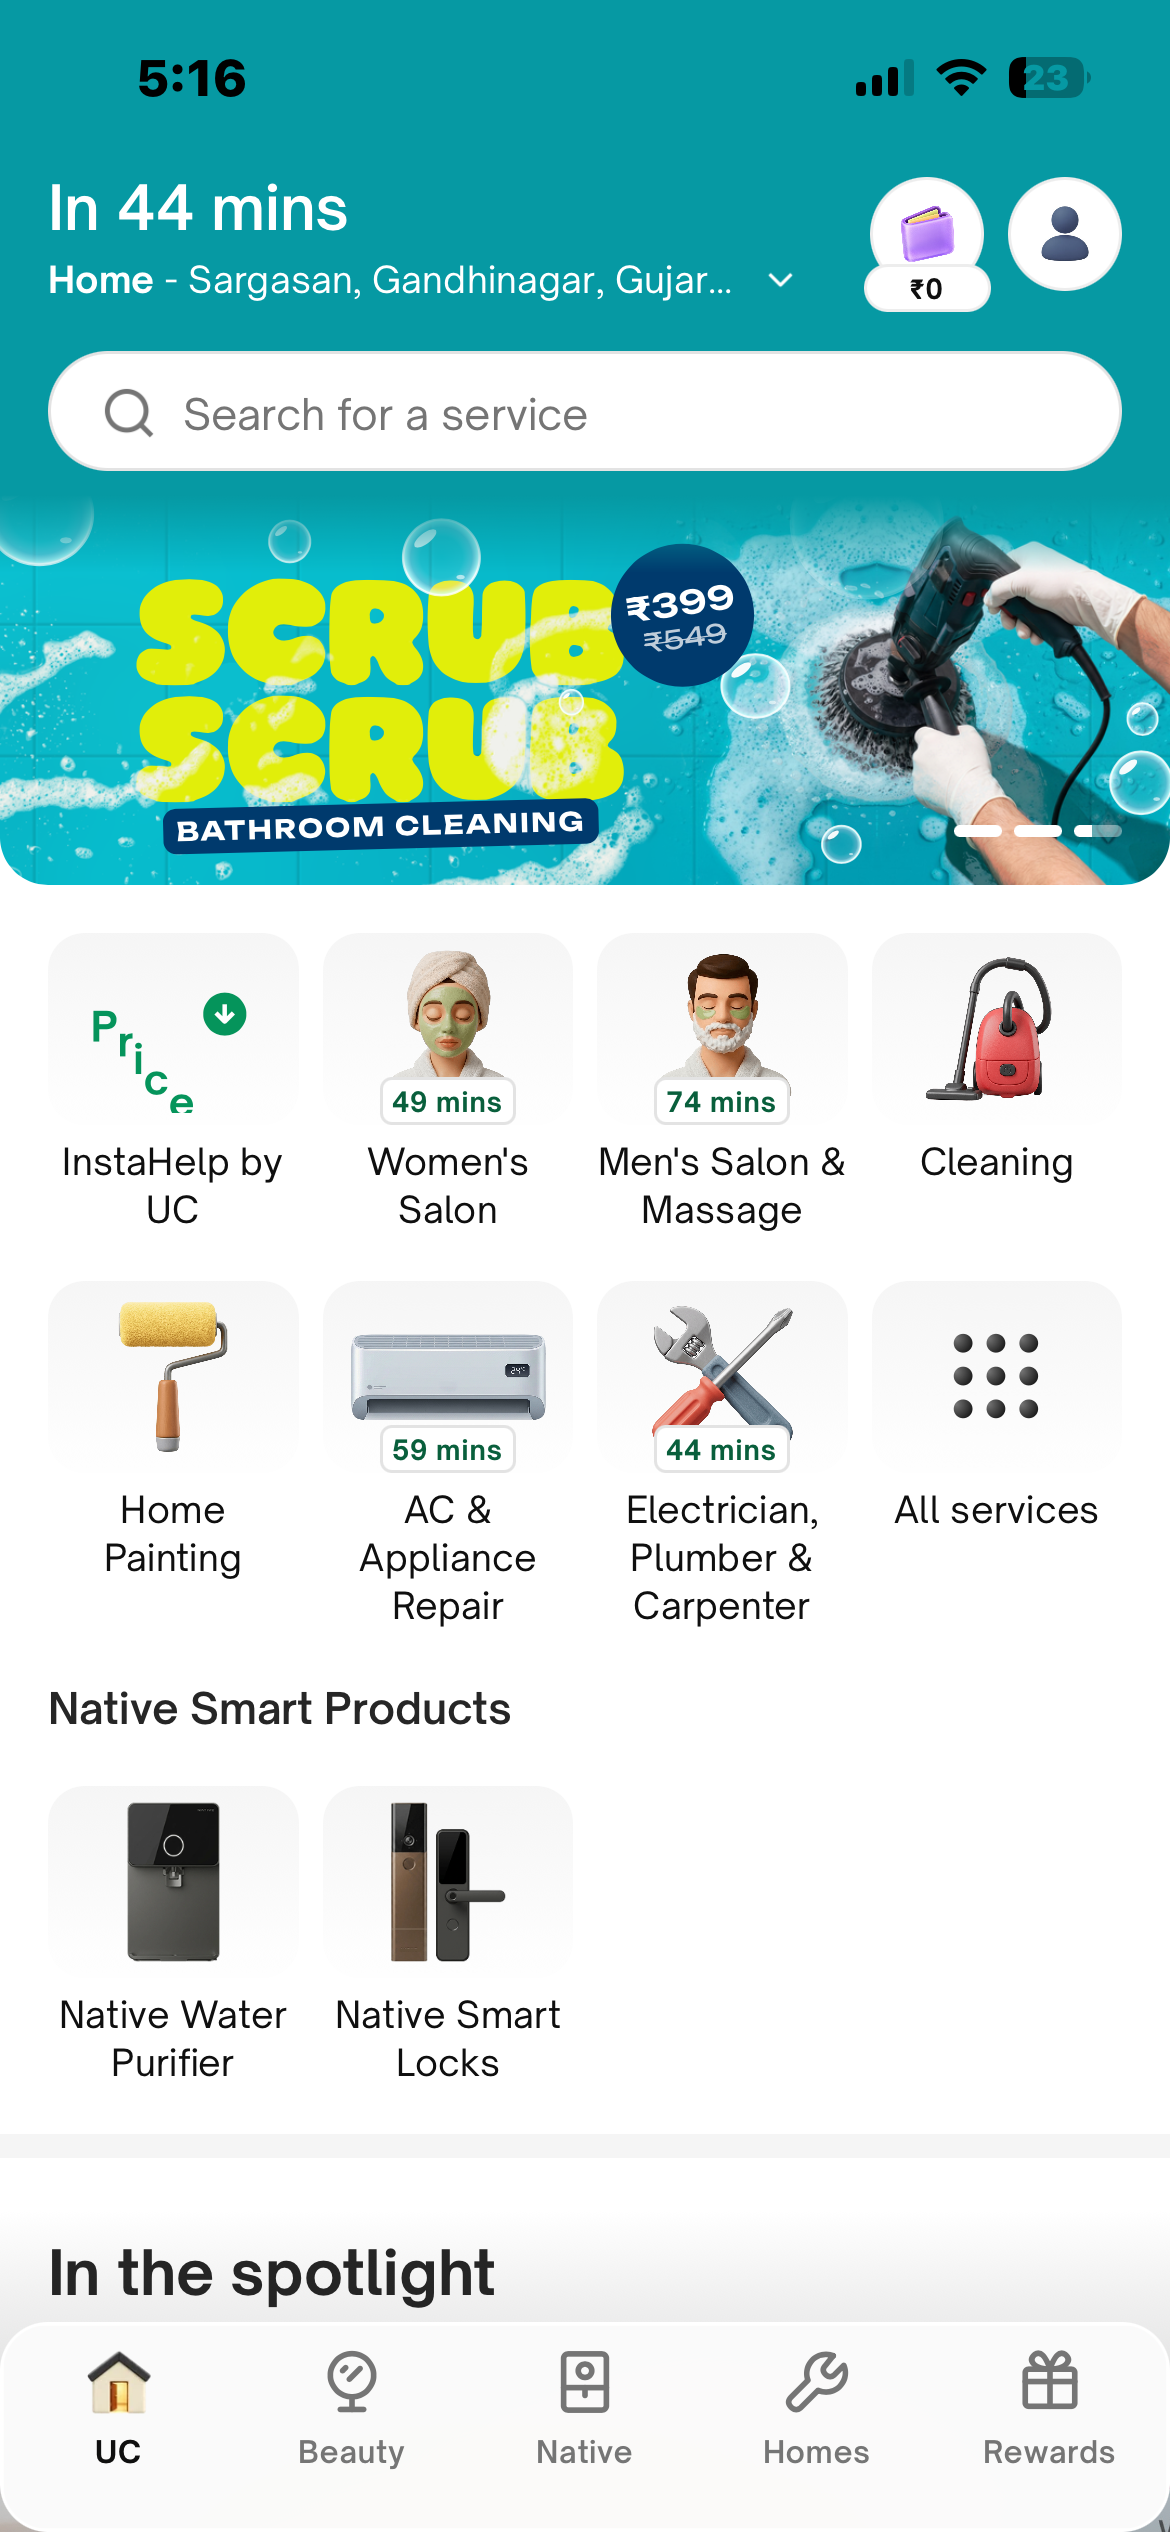 5:16
23
In 44 mins
Home - Sargasan, Gandhinagar, Gujar...
₹0
Search for a service
SCRUB
SCRUB
₹399
₹549
BATHROOM CLEANING
Price
InstaHelp by
UC
49 mins
Women's
Salon
74 mins
Men's Salon &
Massage
Cleaning
Home
Painting
24°C
59 mins
AC &
Appliance
Repair
44 mins
Electrician,
Plumber &
Carpenter
All services
Native Smart Products
Native Water
Purifier
Native Smart
Locks
In the spotlight
UC
Beauty
Native
Homes
Rewards